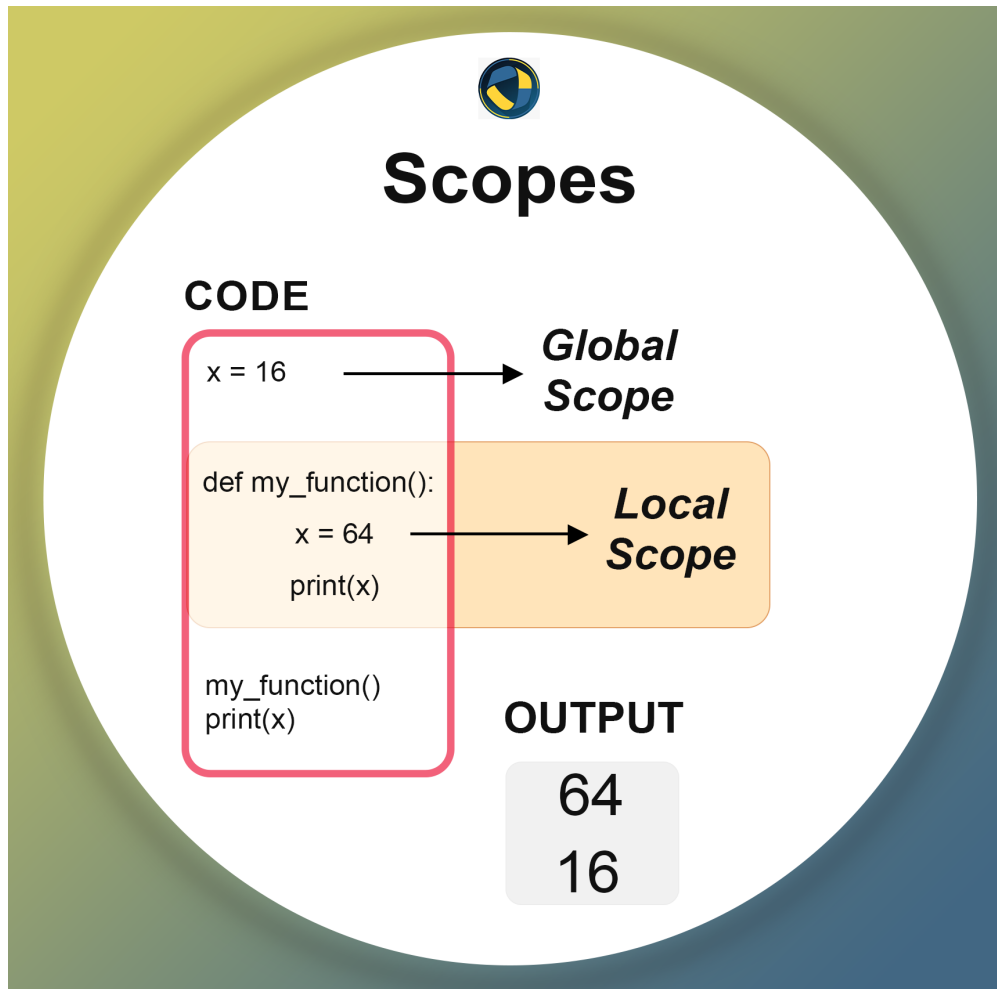 Scopes
CODE
x = 16
Global
Scope
def my_function():
x = 64
print(x)
Local
Scope
my_function()
print(x)
OUTPUT
64
16